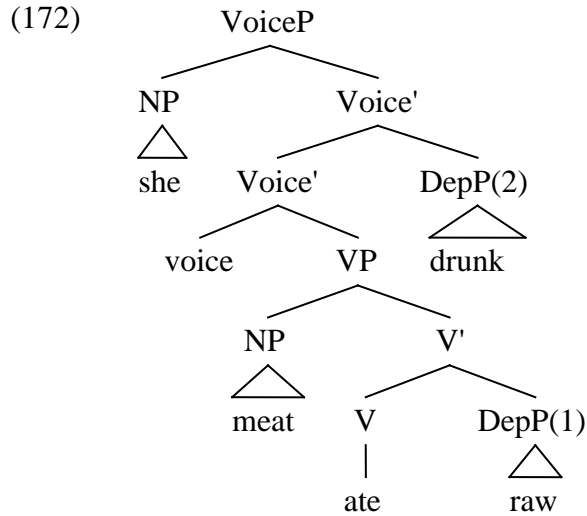 (172) VoiceP
NP Voice'
she Voice' DepP(2)
voice VP drunk
NP V'
meat V DepP(1)
ate raw